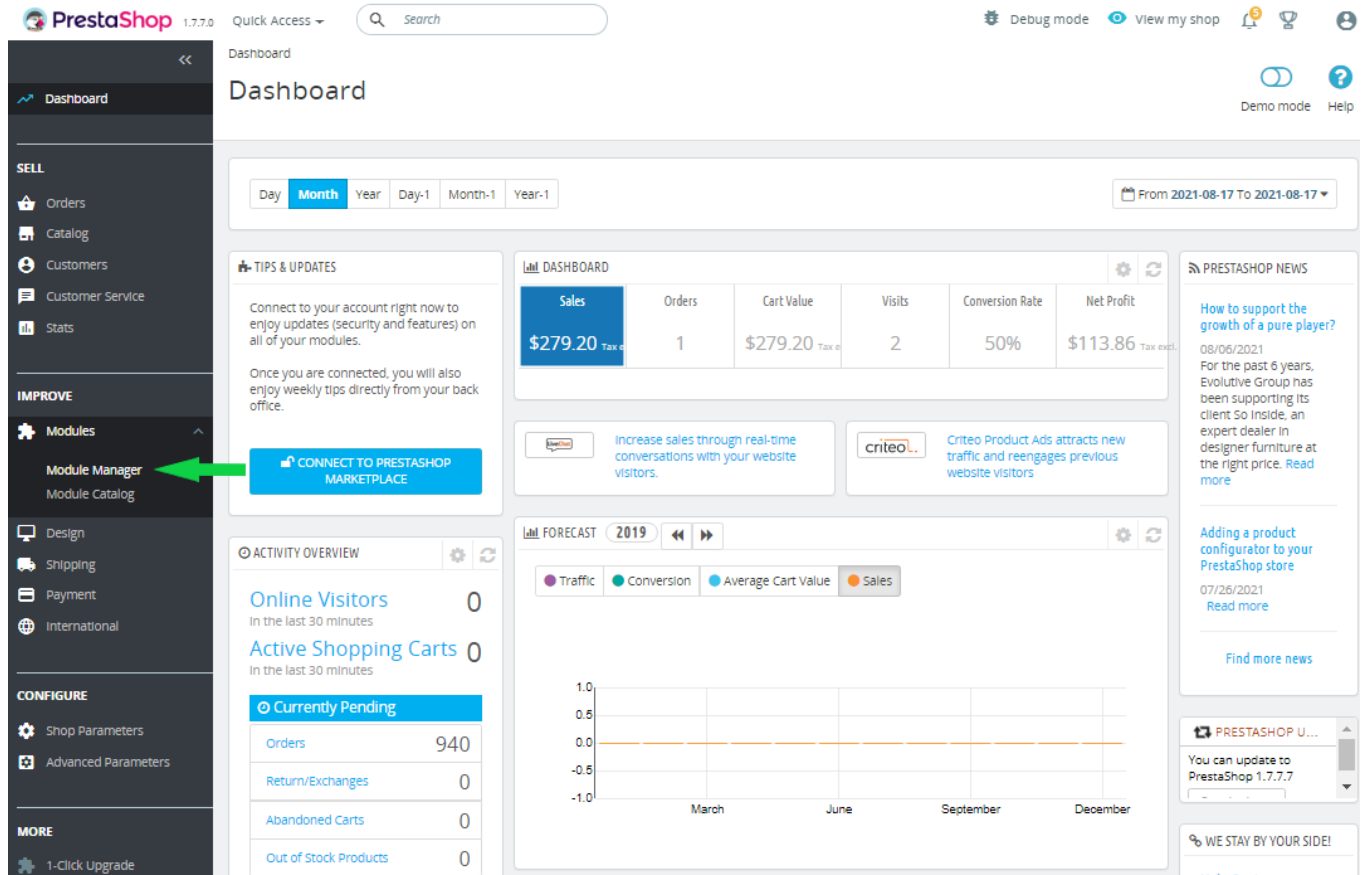 PrestaShop 1.7.7.0
Quick Access
Search
Debug mode
View my shop
5
Dashboard
Dashboard
Demo mode
Help
Dashboard
SELL
Orders
Catalog
Customers
Customer Service
Stats
IMPROVE
Modules
Module Manager
Module Catalog
Design
Shipping
Payment
International
CONFIGURE
Shop Parameters
Advanced Parameters
MORE
1-Click Upgrade
Day Month Year Day-1 Month-1 Year-1
From 2021-08-17 To 2021-08-17
TIPS & UPDATES
Connect to your account right now to
enjoy updates (security and features) on
all of your modules.
Once you are connected, you will also
enjoy weekly tips directly from your back
office.
CONNECT TO PRESTASHOP
MARKETPLACE
ACTIVITY OVERVIEW
Online Visitors 0
In the last 30 minutes
Active Shopping Carts 0
In the last 30 minutes
Currently Pending
Orders 940
Return/Exchanges 0
Abandoned Carts 0
Out of Stock Products 0
DASHBOARD
Sales Orders Cart Value Visits Conversion Rate Net Profit
$279.20 Tax e 1 $279.20 Tax e 2 50% $113.86 Tax excl.
LiveChat
Increase sales through real-time
conversations with your website
visitors.
criteol.
Criteo Product Ads attracts new
traffic and reengages previous
website visitors
FORECAST 2019
Traffic Conversion Average Cart Value Sales
1.0
0.5
0.0
-0.5
-1.0
March June September December
PRESTASHOP NEWS
How to support the
growth of a pure player?
08/06/2021
For the past 6 years,
Evolutive Group has
been supporting its
client So Inside, an
expert dealer in
designer furniture at
the right price. Read
more
Adding a product
configurator to your
PrestaShop store
07/26/2021
Read more
Find more news
PRESTASHOP U...
You can update to
PrestaShop 1.7.7.7
WE STAY BY YOUR SIDE!